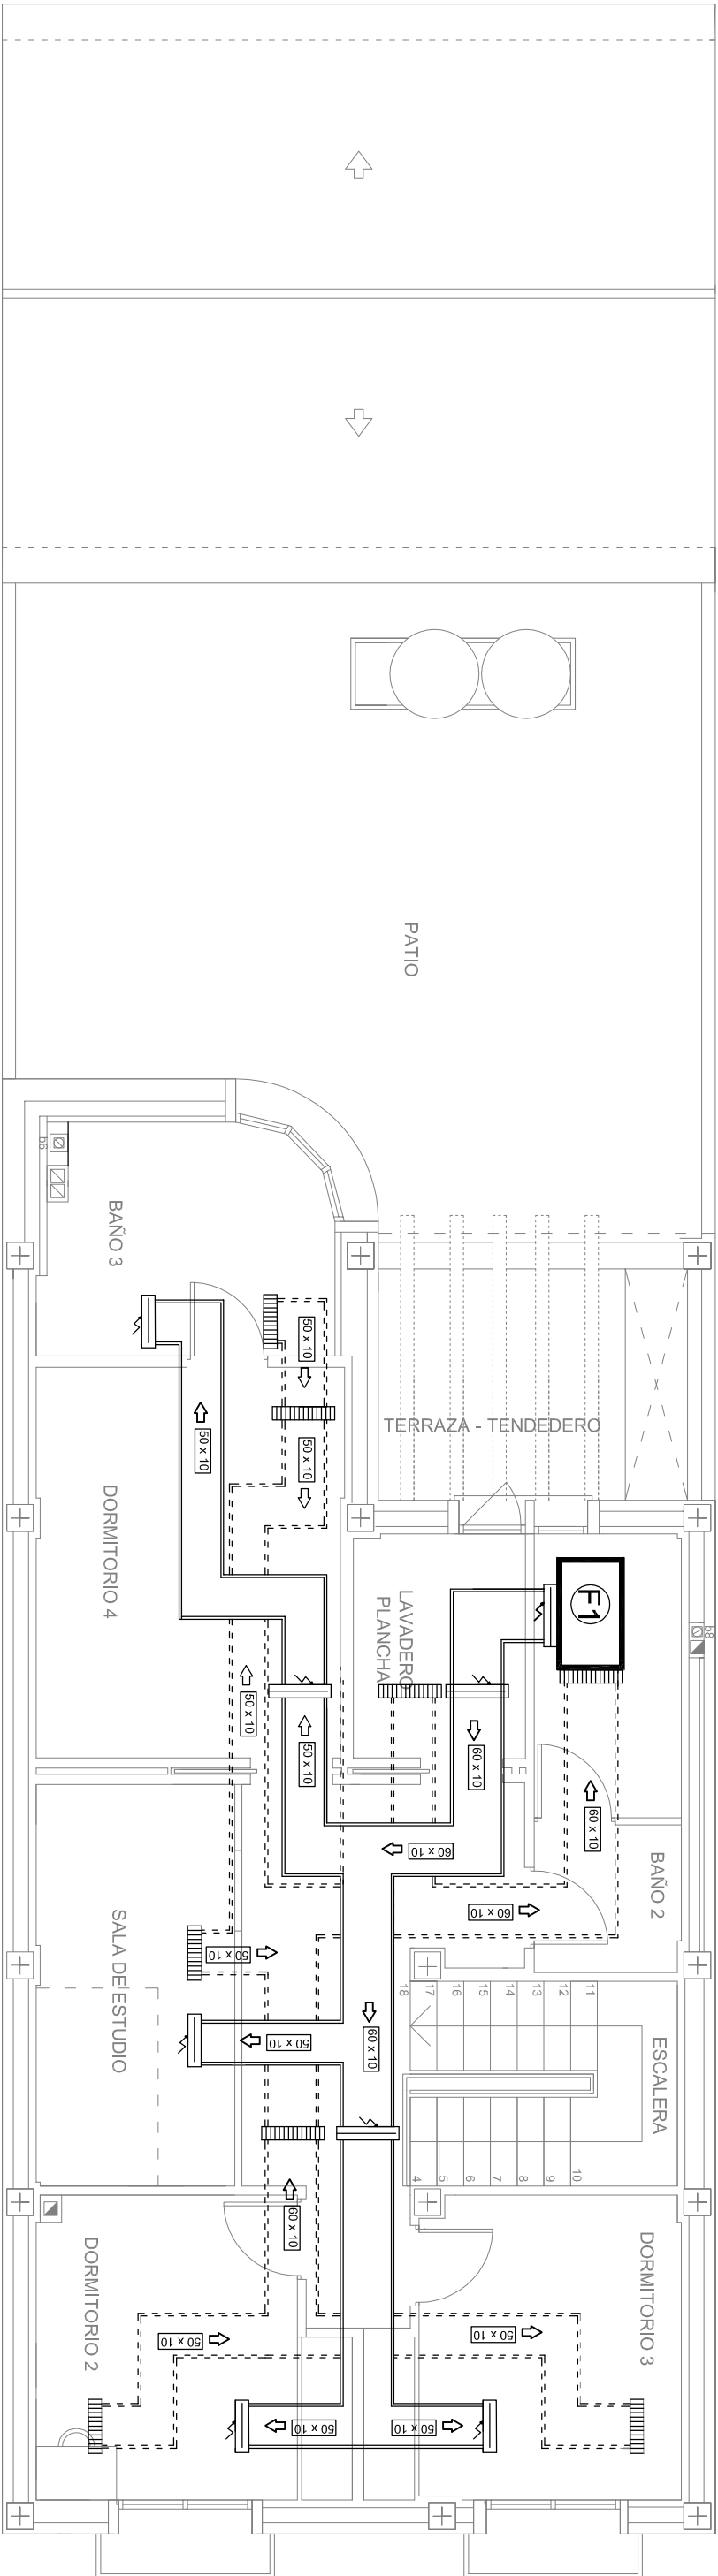 PATIO
BAÑO 3
b6
50 x 10
50 x 10
TERRAZA - TENDEDERO
50 x 10
DORMITORIO 4
LAVADERO
PLANCHA
F1
b8
50 x 10
50 x 10
60 x 10
60 x 10
60 x 10
BAÑO 2
60 x 10
50 x 10
SALA DE ESTUDIO
50 x 10
60 x 10
18
17
16
15
14
13
12
11
ESCALERA
4
5
6
7
8
9
10
60 x 10
DORMITORIO 2
50 x 10
50 x 10
DORMITORIO 3
50 x 10
50 x 10